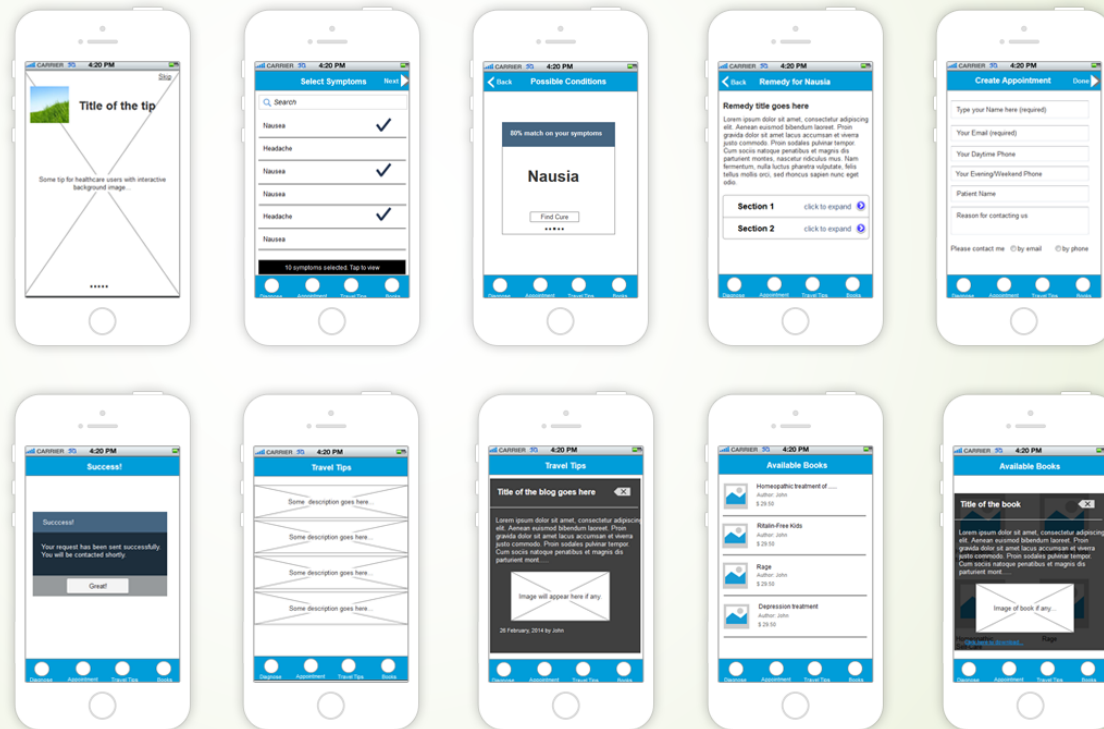 CARRIER 4:20 PM
Skip
Title of the tip
Some tip for healthcare users with interactive
background image...
CARRIER 4:20 PM
Select Symptoms Next
Search
Nausea
Headache
Nausea
Nausea
Headache
Nausea
10 symptoms selected. Tap to view
Diagnose Appointment Travel Tips Books
CARRIER 4:20 PM
Back Possible Conditions
80% match on your symptoms
Nausia
Find Cure
Diagnose Appointment Travel Tips Books
CARRIER 4:20 PM
Back Remedy for Nausia
Remedy title goes here
Lorem ipsum dolor sit amet, consectetur adipiscing
elit. Aenean euismod bibendum laoreet. Proin
gravida dolor sit amet lacus accumsan et viverra
justo commodo. Proin sodales pulvinar tempor.
Cum sociis natoque penatibus et magnis dis
parturient montes, nascetur ridiculus mus. Nam
fermentum, nulla luctus pharetra vulputate, felis
tellus mollis orci, sed rhoncus sapien nunc eget
odio.
Section 1 click to expand
Section 2 click to expand
Diagnose Appointment Travel Tips Books
CARRIER 4:20 PM
Create Appointment Done
Type your Name here (required)
Your Email (required)
Your Daytime Phone
Your Evening/Weekend Phone
Patient Name
Reason for contacting us
Please contact me by email by phone
Diagnose Appointment Travel Tips Books
CARRIER 4:20 PM
Success!
Succcess!
Your request has been sent successfully.
You will be contacted shortly.
Great!
Diagnose Appointment Travel Tips Books
CARRIER 4:20 PM
Travel Tips
Some description goes here...
Some description goes here...
Some description goes here...
Some description goes here...
Diagnose Appointment Travel Tips Books
CARRIER 4:20 PM
Travel Tips
Title of the blog goes here
Lorem ipsum dolor sit amet, consectetur adipiscing
elit. Aenean euismod bibendum laoreet. Proin
gravida dolor sit amet lacus accumsan et viverra
justo commodo. Proin sodales pulvinar tempor.
Cum sociis natoque penatibus et magnis dis
parturient mont......
Image will appear here if any.
26 February, 2014 by John
Diagnose Appointment Travel Tips Books
CARRIER 4:20 PM
Available Books
Homeopathic treatment of......
Author: John
$ 29.50
Ritalin-Free Kids
Author: John
$ 29.50
Rage
Author: John
$ 29.50
Depression treatment
Author: John
$ 29.50
Diagnose Appointment Travel Tips Books
CARRIER 4:20 PM
Available Books
Title of the book
Lorem ipsum dolor sit amet, consectetur adipiscing
elit. Aenean euismod bibendum laoreet. Proin
gravida dolor sit amet lacus accumsan et viverra
justo commodo. Proin sodales pulvinar tempor.
Cum sociis natoque penatibus et magnis dis
parturient mont......
Image of book if any...
Homeopathic Rage
Diagnose Appointment Travel Tips Books